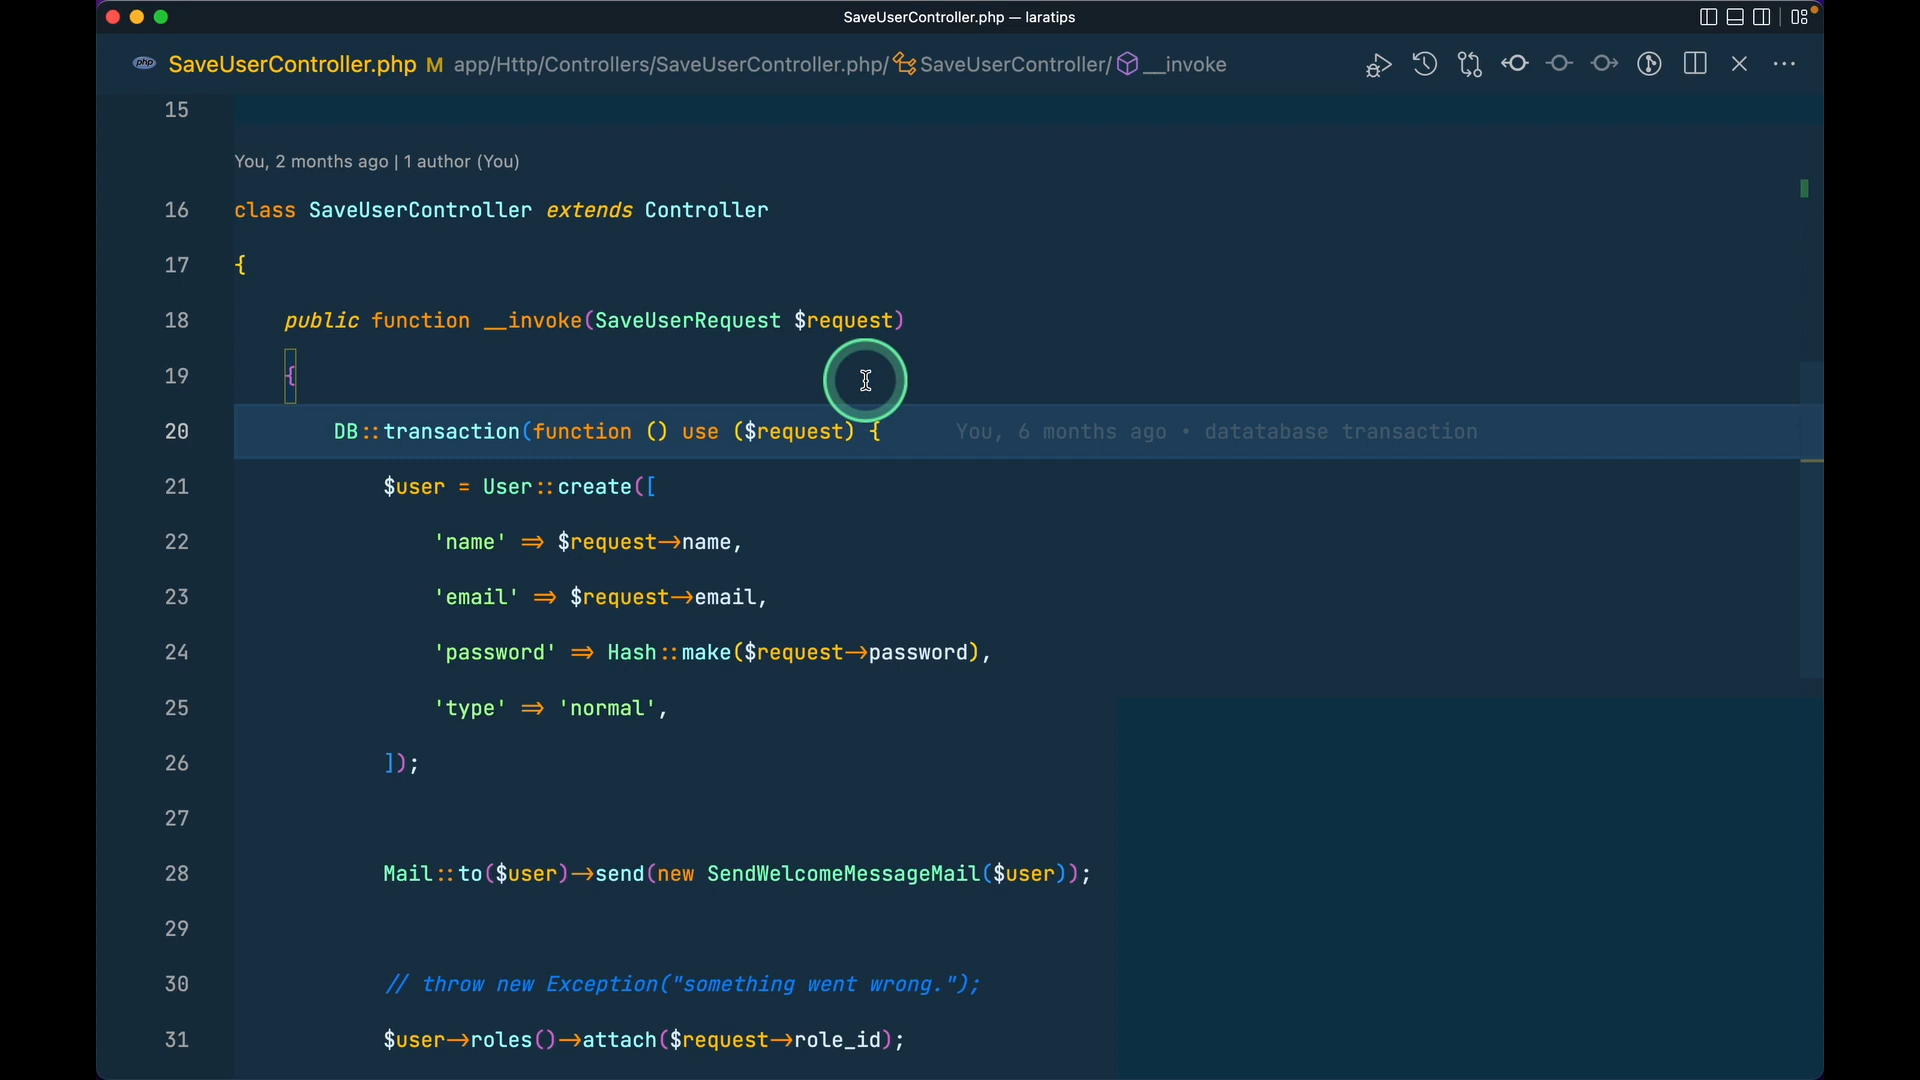 SaveUserController.php — laratips
php SaveUserController.php M app/Http/Controllers/SaveUserController.php/ SaveUserController/ __invoke
15
You, 2 months ago | 1 author (You)
16 class SaveUserController extends Controller
17 {
18 public function __invoke(SaveUserRequest $request)
19 {
20 DB::transaction(function () use ($request) { You, 6 months ago • datatabase transaction
21 $user = User::create([
22 'name' => $request->name,
23 'email' => $request->email,
24 'password' => Hash::make($request->password),
25 'type' => 'normal',
26 ]);
27
28 Mail::to($user)->send(new SendWelcomeMessageMail($user));
29
30 // throw new Exception("something went wrong.");
31 $user->roles()->attach($request->role_id);